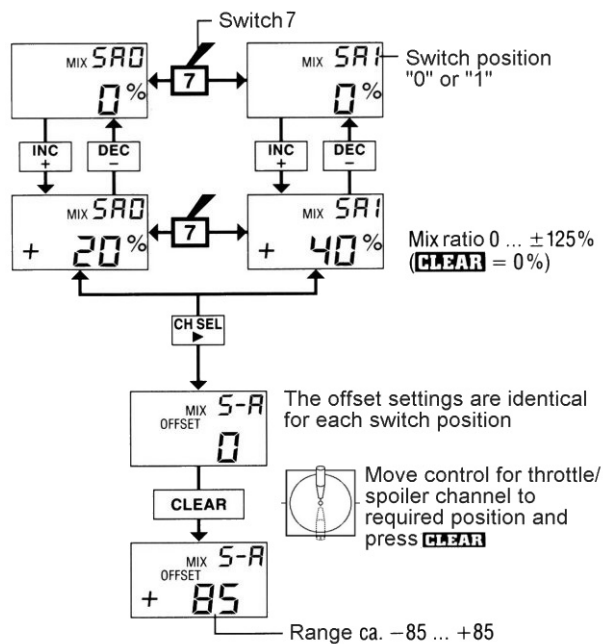 Switch 7
MIX SA0
0%
7
MIX SA1
0%
Switch position
"0" or "1"
INC
+
DEC
–
INC
+
DEC
–
MIX SA0
+ 20%
7
MIX SA1
+ 40%
Mix ratio 0 ... ±125%
(CLEAR = 0%)
CH SEL
►
MIX S-A
OFFSET
0
The offset settings are identical
for each switch position
CLEAR
Move control for throttle/
spoiler channel to
required position and
press CLEAR
MIX S-A
OFFSET
+ 85
Range ca. –85 ... +85